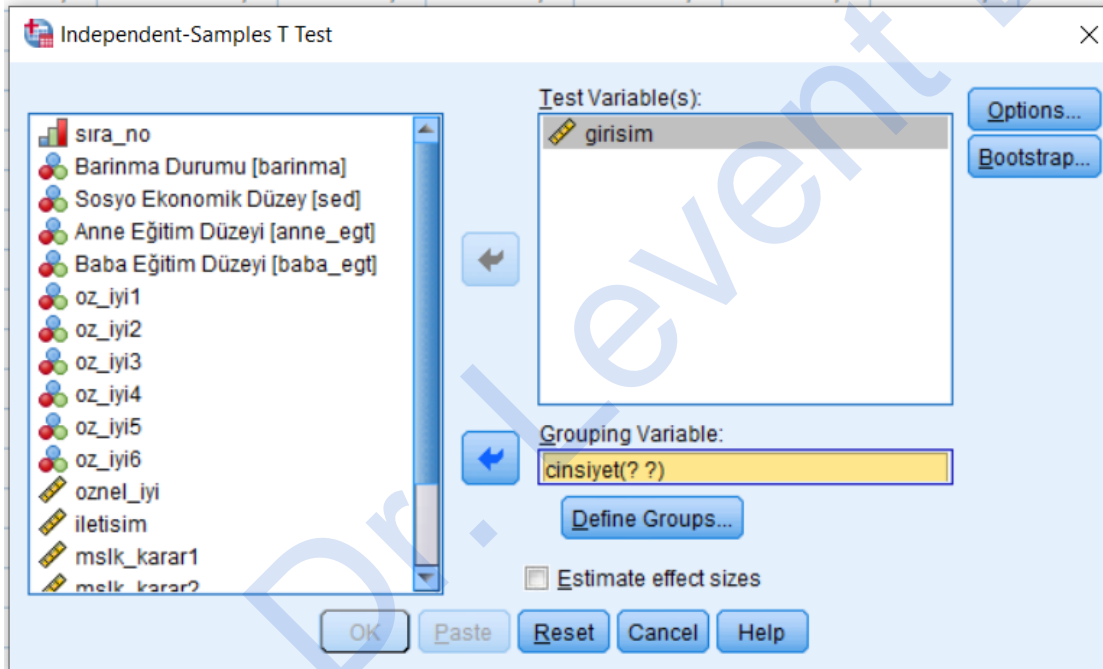 Independent-Samples T Test
sıra_no
Barinma Durumu [barinma]
Sosyo Ekonomik Düzey [sed]
Anne Eğitim Düzeyi [anne_egt]
Baba Eğitim Düzeyi [baba_egt]
oz_iyi1
oz_iyi2
oz_iyi3
oz_iyi4
oz_iyi5
oz_iyi6
oznel_iyi
iletisim
mslk_karar1
mslk_karar2
Test Variable(s):
girisim
Grouping Variable:
cinsiyet(? ?)
Define Groups...
Estimate effect sizes
Options...
Bootstrap...
OK
Paste
Reset
Cancel
Help
Dr. Levent